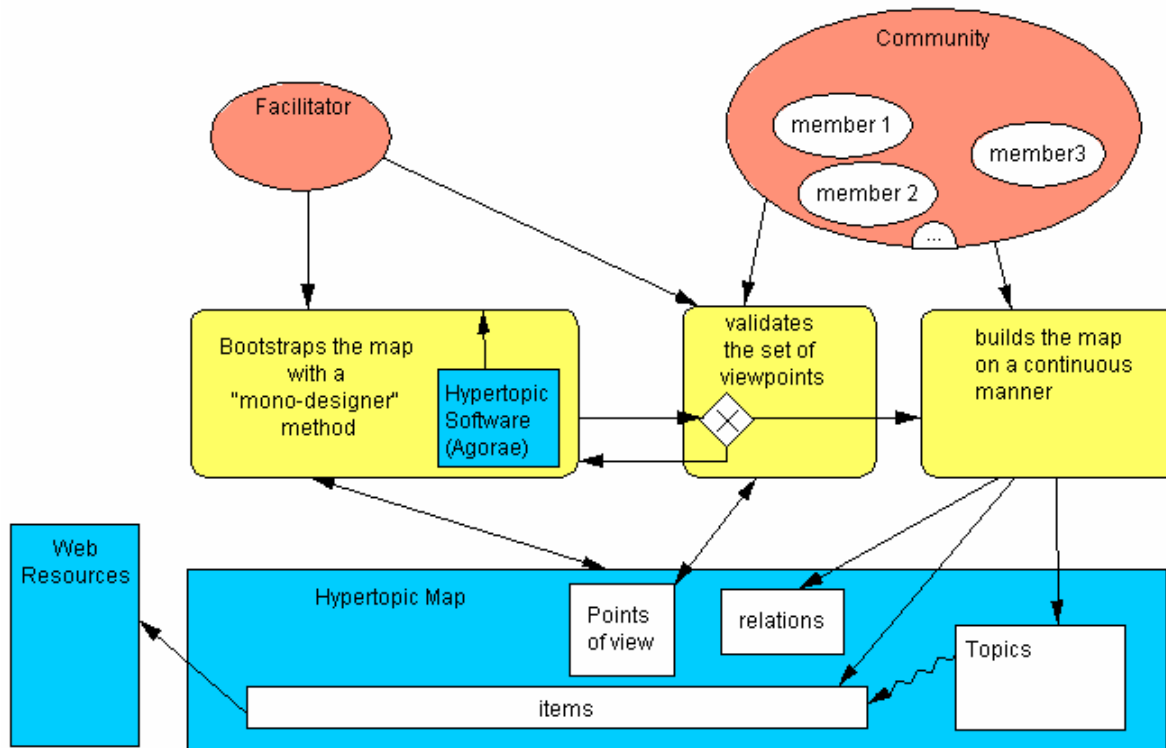 Community
Facilitator
member 1
member3
member 2
...
Bootstraps the map
with a
"mono-designer"
method
Hypertopic
Software
(Agorae)
validates
the set of
viewpoints
builds the map
on a continuous
manner
Web
Resources
Hypertopic Map
Points
of view
relations
Topics
items